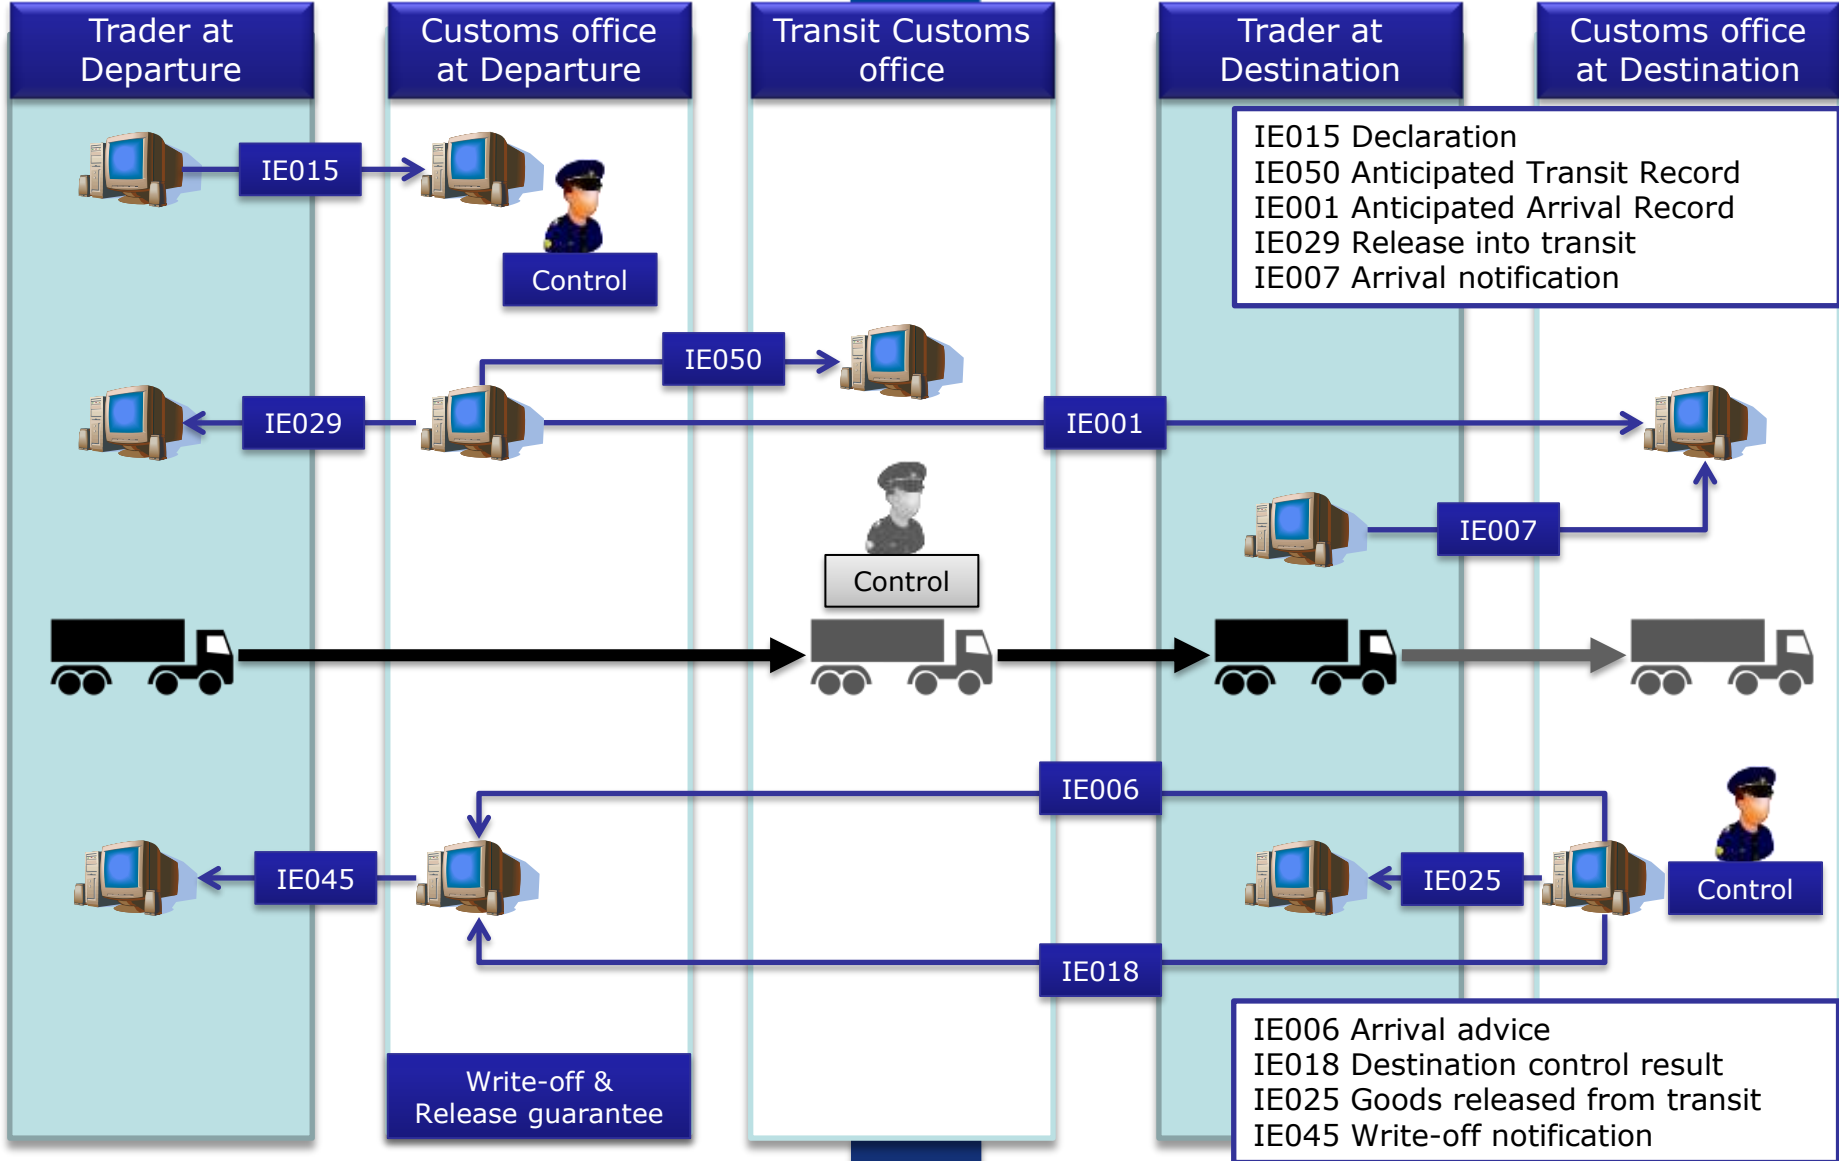 Trader at
Departure
Customs office
at Departure
Transit Customs
office
Trader at
Destination
Customs office
at Destination
IE015 Declaration
IE050 Anticipated Transit Record
IE001 Anticipated Arrival Record
IE029 Release into transit
IE007 Arrival notification
IE015
Control
IE050
IE029
IE001
IE007
Control
IE006
IE045
IE025
Control
IE018
Write-off &
Release guarantee
IE006 Arrival advice
IE018 Destination control result
IE025 Goods released from transit
IE045 Write-off notification